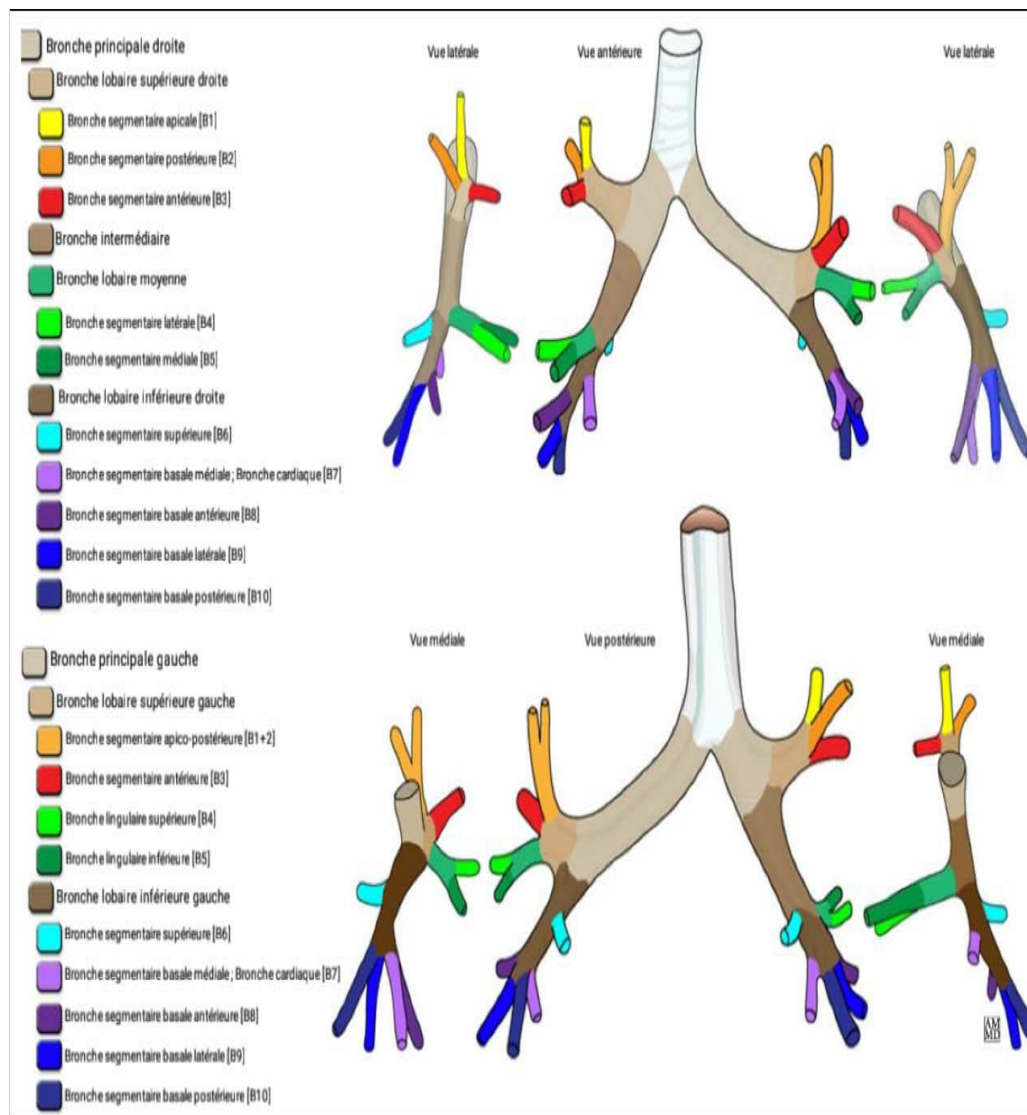 Bronche principale droite
Bronche lobaire supérieure droite
Bronche segmentaire apicale [B1]
Bronche segmentaire postérieure [B2]
Bronche segmentaire antérieure [B3]
Bronche intermédiaire
Bronche lobaire moyenne
Bronche segmentaire latérale [B4]
Bronche segmentaire médiale [B5]
Bronche lobaire inférieure droite
Bronche segmentaire supérieure [B6]
Bronche segmentaire basale médiale ; Bronche cardiaque [B7]
Bronche segmentaire basale antérieure [B8]
Bronche segmentaire basale latérale [B9]
Bronche segmentaire basale postérieure [B10]
Vue latérale
Vue antérieure
Vue latérale
Bronche principale gauche
Bronche lobaire supérieure gauche
Bronche segmentaire apico-postérieure [B1+2]
Bronche segmentaire antérieure [B3]
Bronche lingulaire supérieure [B4]
Bronche lingulaire inférieure [B5]
Bronche lobaire inférieure gauche
Bronche segmentaire supérieure [B6]
Bronche segmentaire basale médiale ; Bronche cardiaque [B7]
Bronche segmentaire basale antérieure [B8]
Bronche segmentaire basale latérale [B9]
Bronche segmentaire basale postérieure [B10]
Vue médiale
Vue postérieure
Vue médiale
AM
MD